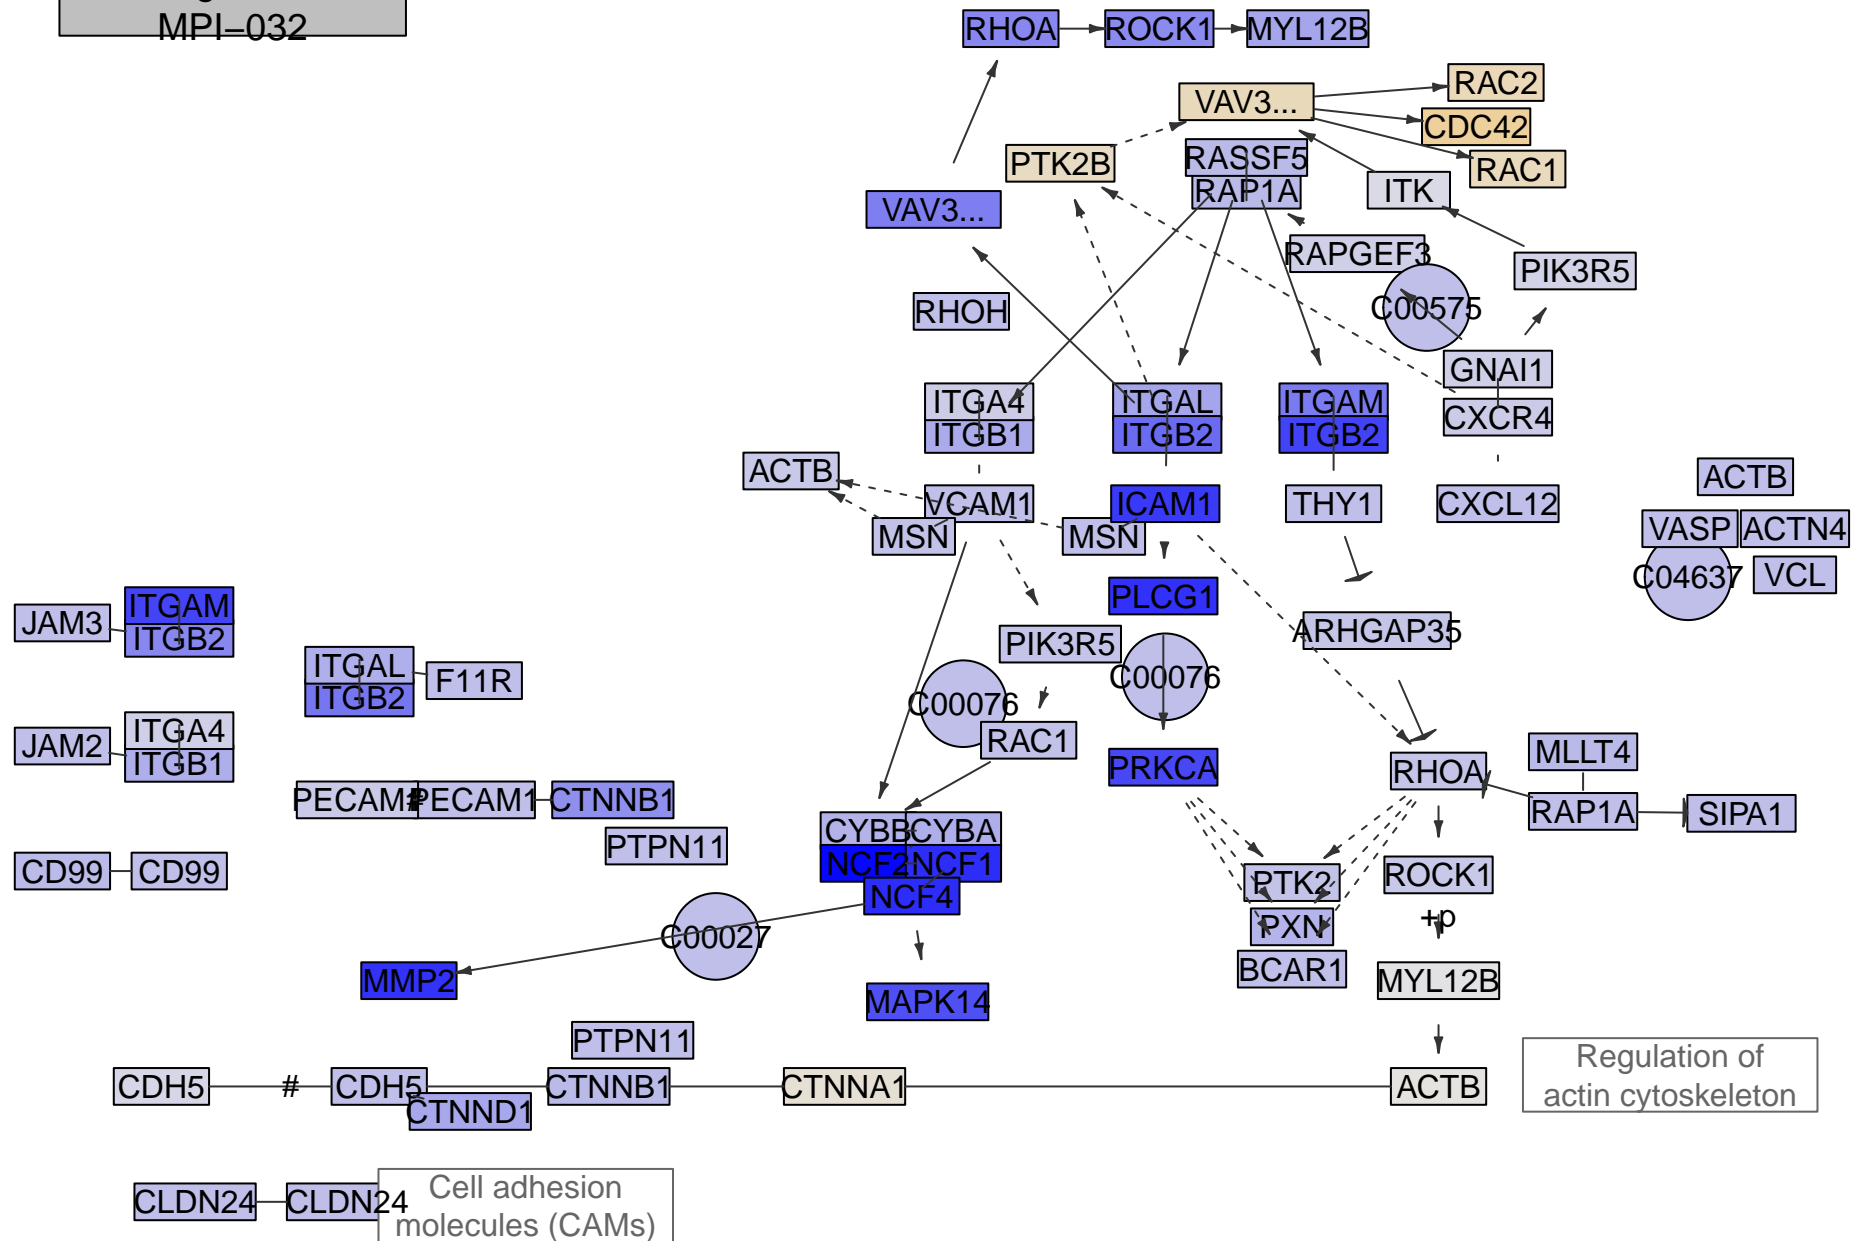 MPI−032
RHOA
ROCK1
MYL12B
RAC2
VAV3...
CDC42
PTK2B
RASSF5
RAC1
RAP1A
ITK
VAV3...
RAPGEF3
PIK3R5
RHOH
C00575
GNAI1
ITGA4
ITGAL
ITGAM
CXCR4
ITGB1
ITGB2
ITGB2
ACTB
ACTB
VCAM1
ICAM1
THY1
CXCL12
MSN
MSN
VASP
ACTN4
C04637
VCL
PLCG1
ITGAM
JAM3
ITGB2
ARHGAP35
PIK3R5
ITGAL
F11R
C00076
ITGB2
C00076
ITGA4
JAM2
ITGB1
RAC1
MLLT4
PRKCA
RHOA
PECAM1
#
PECAM1
CTNNB1
RAP1A
SIPA1
CYBB
CYBA
PTPN11
NCF2
NCF1
CD99
CD99
NCF4
PTK2
ROCK1
+p
PXN
C00027
BCAR1
MMP2
MYL12B
MAPK14
PTPN11
CDH5
#
CDH5
CTNNB1
CTNNA1
ACTB
CTNND1
Regulation of
actin cytoskeleton
CLDN24
CLDN24
Cell adhesion
molecules (CAMs)